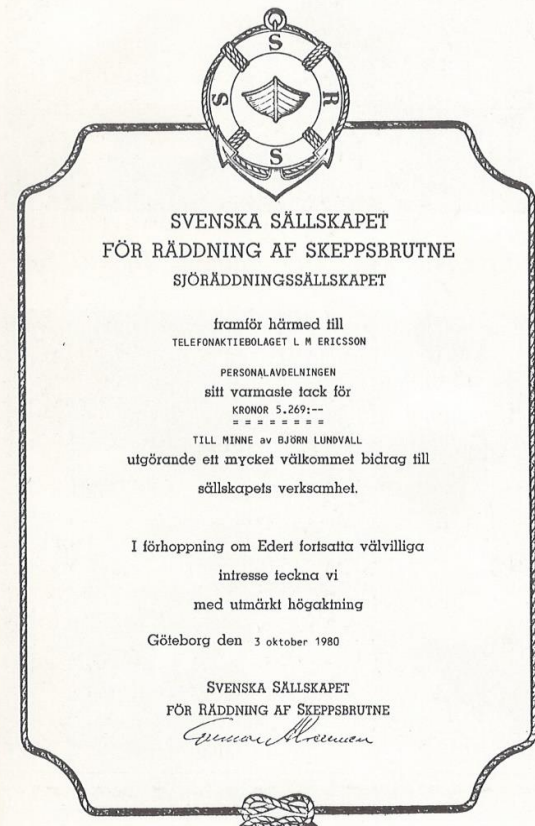 S
S R
S
SVENSKA SÄLLSKAPET
FÖR RÄDDNING AF SKEPPSBRUTNE
SJÖRÄDDNINGSSÄLLSKAPET
framför härmed till
TELEFONAKTIEBOLAGET L M ERICSSON
PERSONALAVDELNINGEN
sitt varmaste tack för
KRONOR 5.269:--
= = = = = = = =
TILL MINNE av BJÖRN LUNDVALL
utgörande ett mycket välkommet bidrag till
sällskapets verksamhet.
I förhoppning om Edert fortsatta välvilliga
intresse teckna vi
med utmärkt högaktning
Göteborg den 3 oktober 1980
SVENSKA SÄLLSKAPET
FÖR RÄDDNING AF SKEPPSBRUTNE